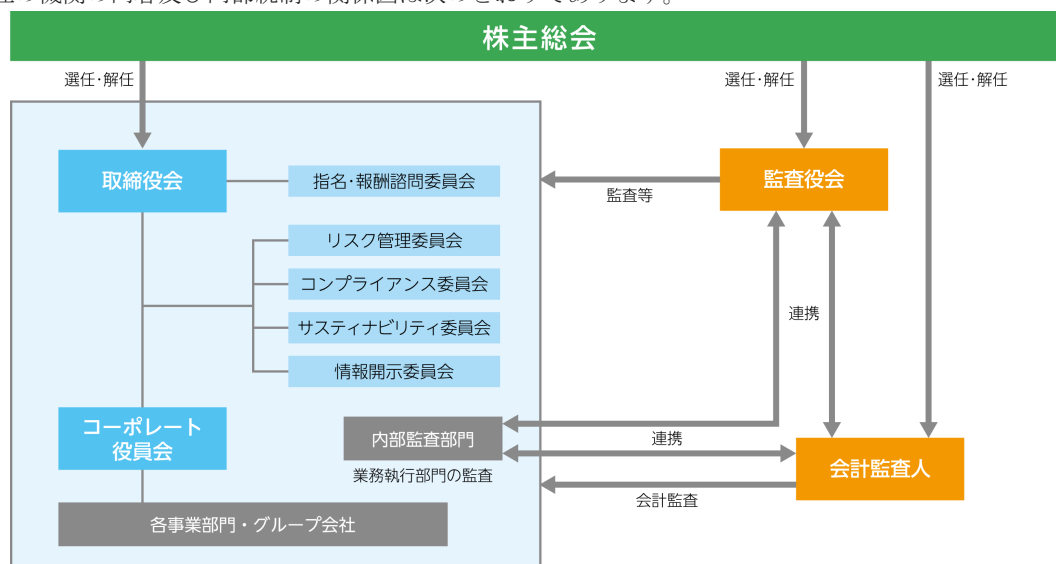 株主総会
選任・解任
選任・解任
選任・解任
取締役会
指名・報酬諮問委員会
監査等
監査役会
リスク管理委員会
コンプライアンス委員会
サスティナビリティ委員会
情報開示委員会
連携
コーポレート
役員会
内部監査部門
業務執行部門の監査
連携
会計監査人
会計監査
各事業部門・グループ会社